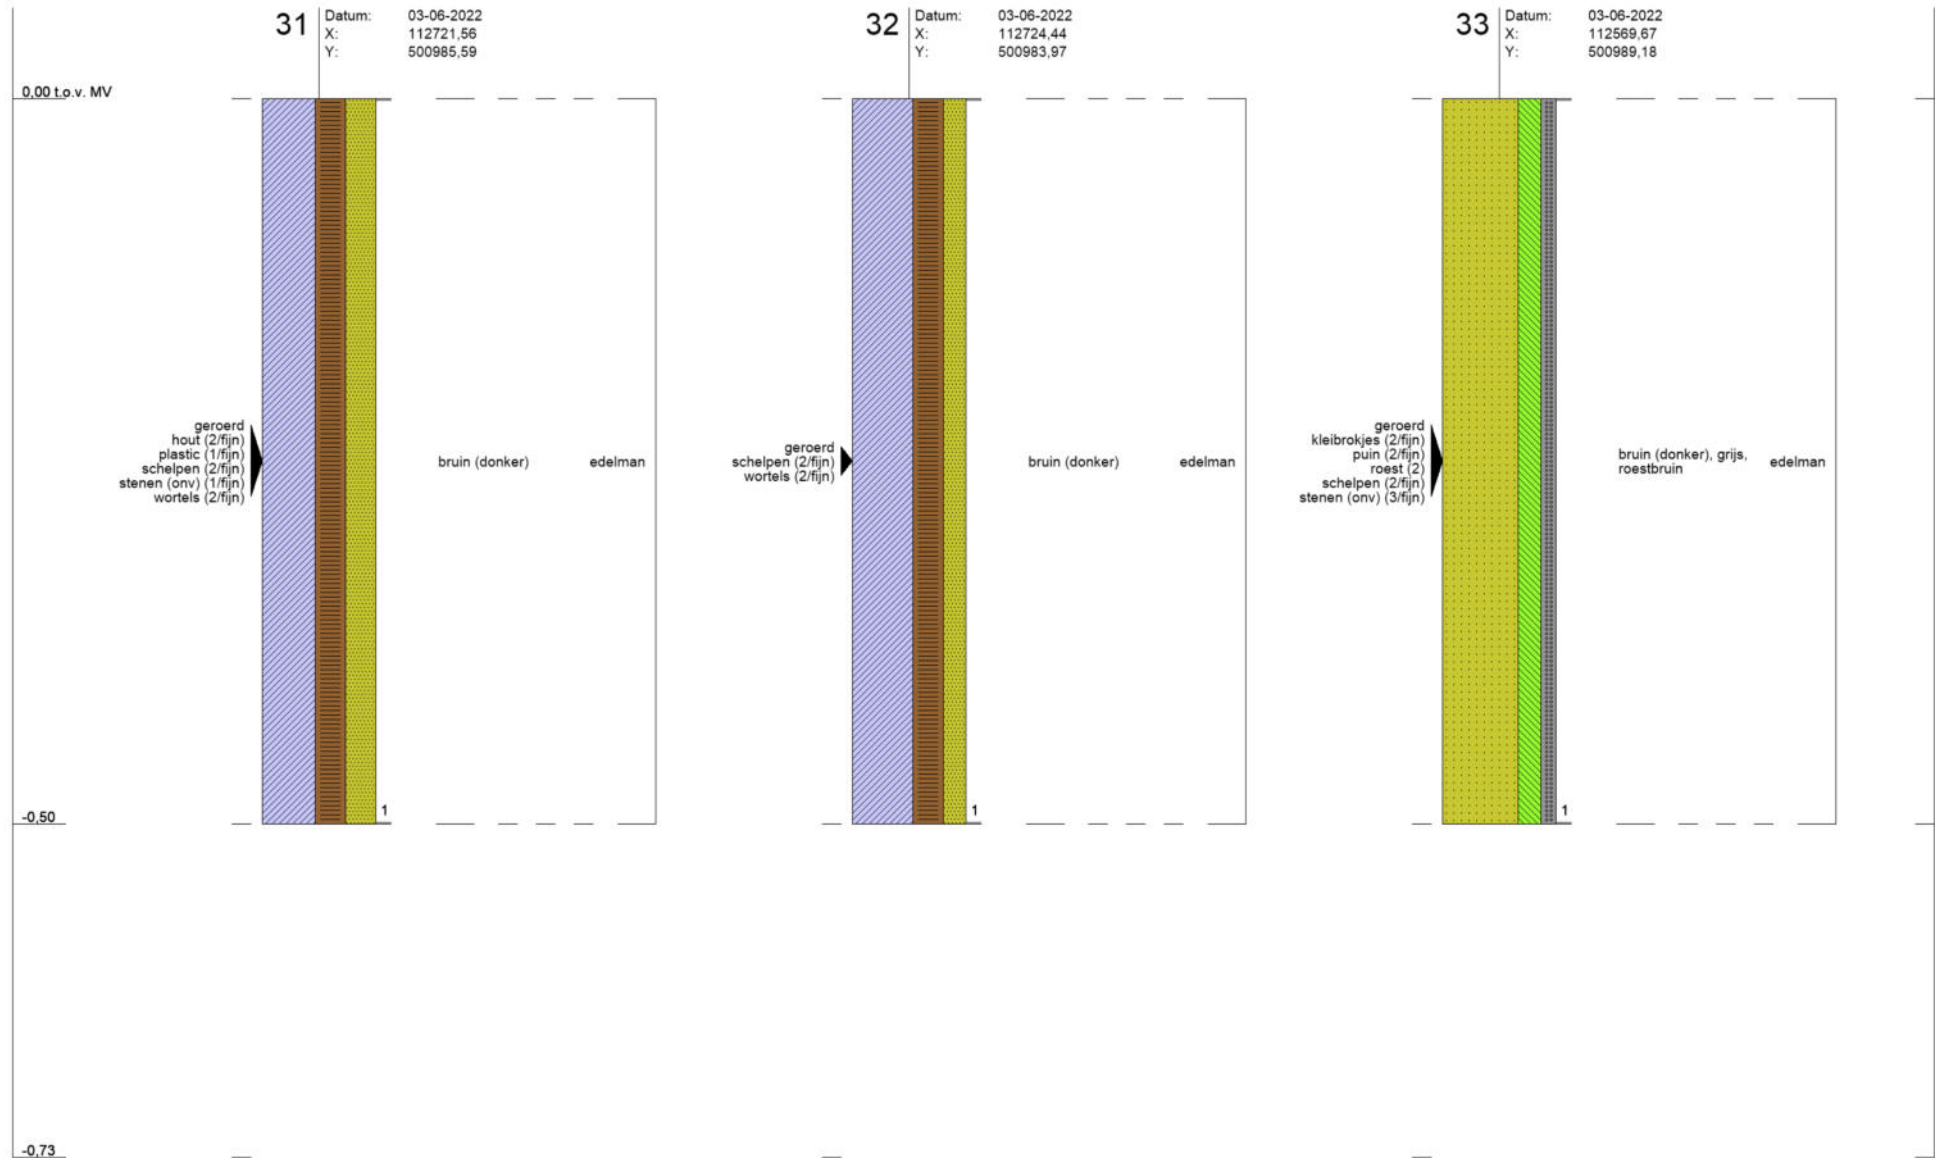 31
Datum: 03-06-2022
X: 112721,56
Y: 500985,59
32
Datum: 03-06-2022
X: 112724,44
Y: 500983,97
33
Datum: 03-06-2022
X: 112569,67
Y: 500989,18
0,00 t.o.v. MV
geroerd
hout (2/fijn)
plastic (1/fijn)
schelpen (2/fijn)
stenen (onv) (1/fijn)
wortels (2/fijn)
bruin (donker)
edelman
1
geroerd
schelpen (2/fijn)
wortels (2/fijn)
bruin (donker)
edelman
1
geroerd
kleibrokjes (2/fijn)
puin (2/fijn)
roest (2)
schelpen (2/fijn)
stenen (onv) (3/fijn)
bruin (donker), grijs,
roestbruin
edelman
1
-0,50
-0,73